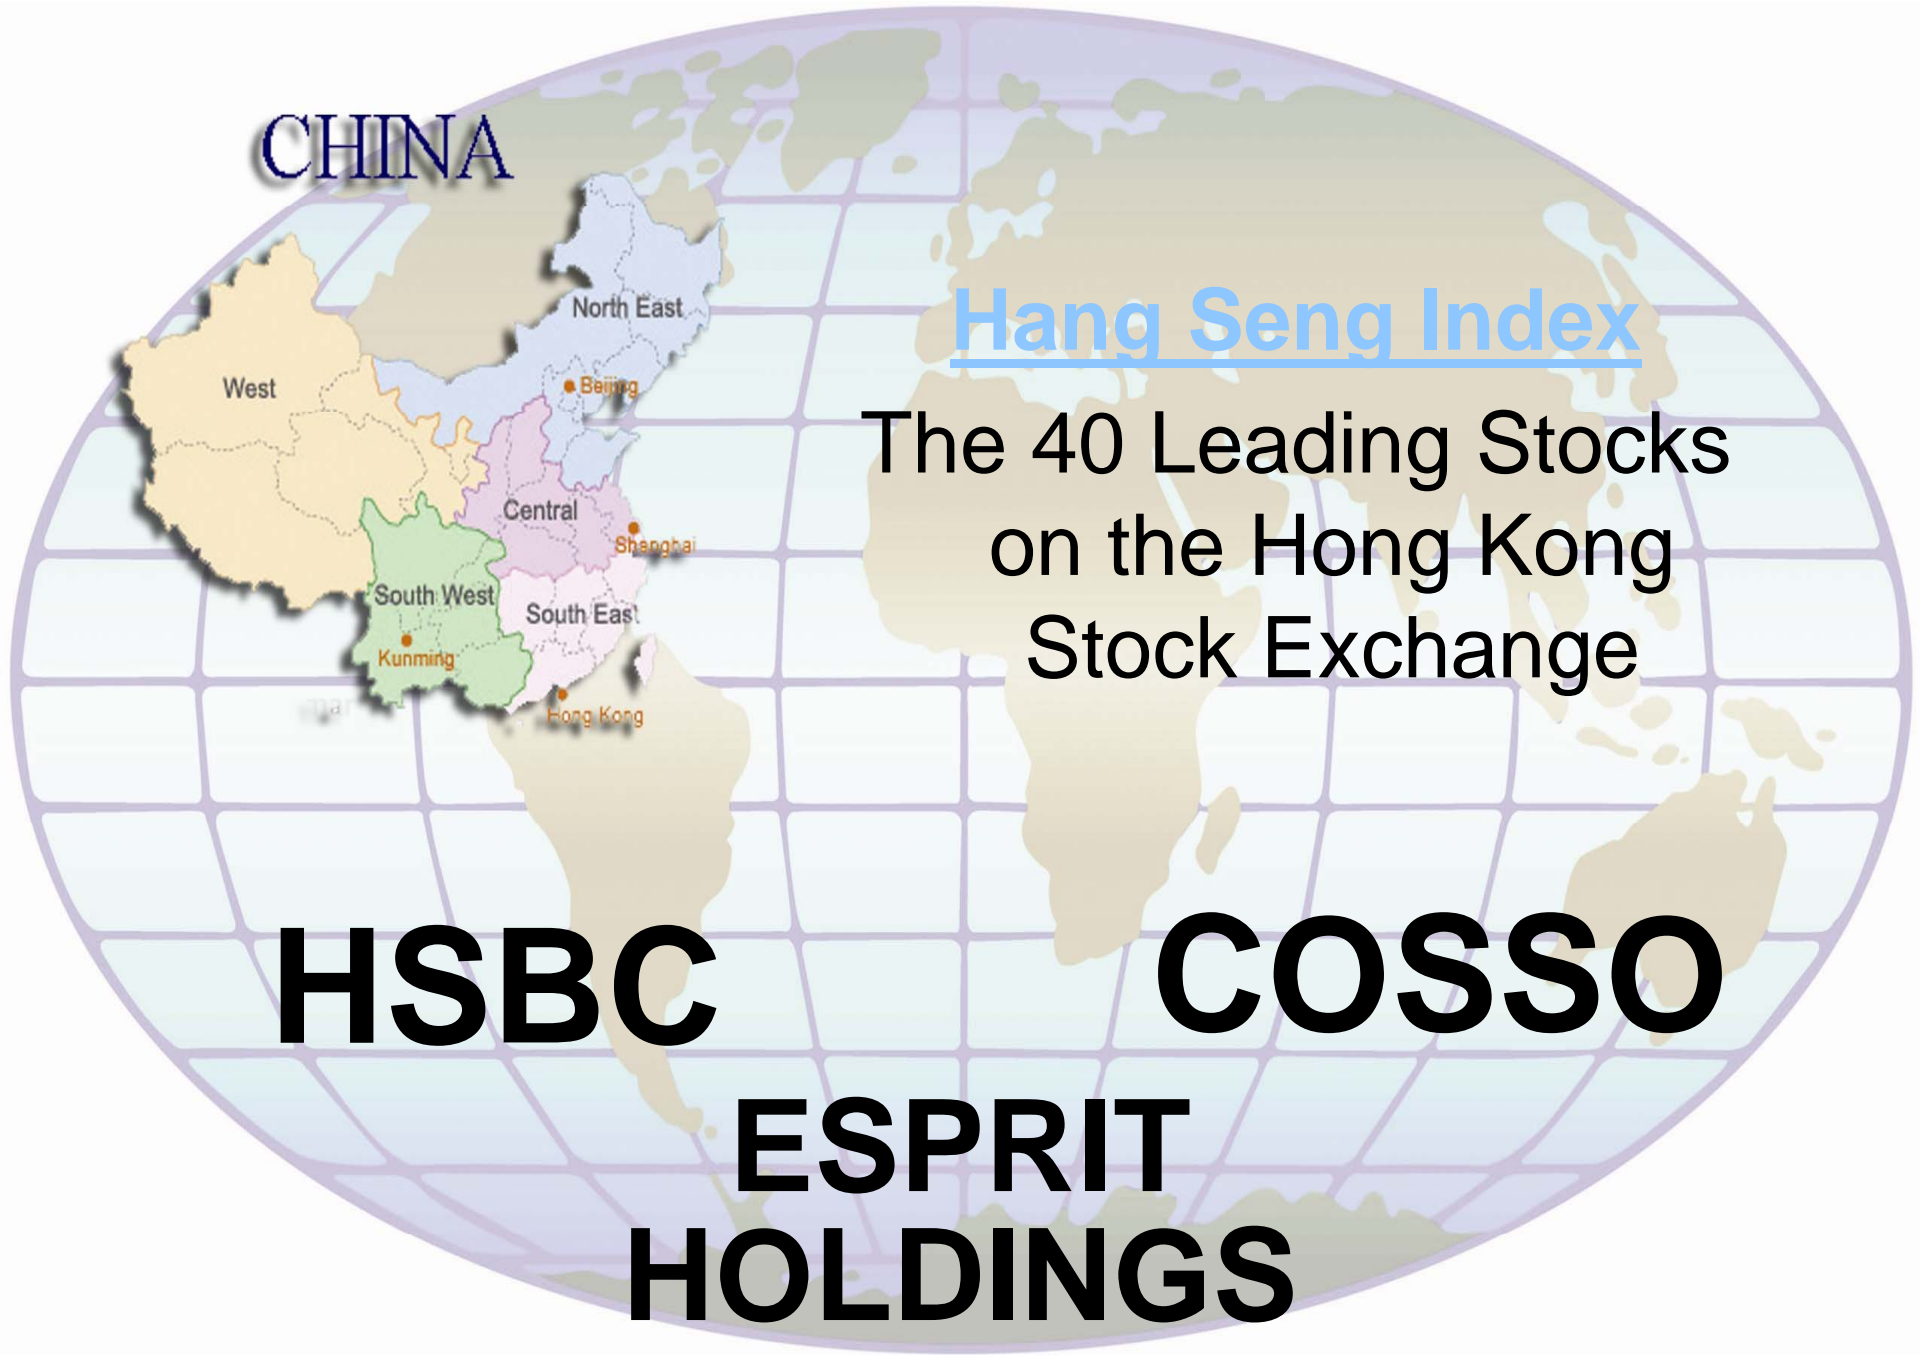 CHINA
North East
Hang Seng Index
West
Beijing
The 40 Leading Stocks
Central
on the Hong Kong
Shanghai
South West
South East
Stock Exchange
Kunming
Hong Kong
HSBC
COSSO
ESPRIT
HOLDINGS